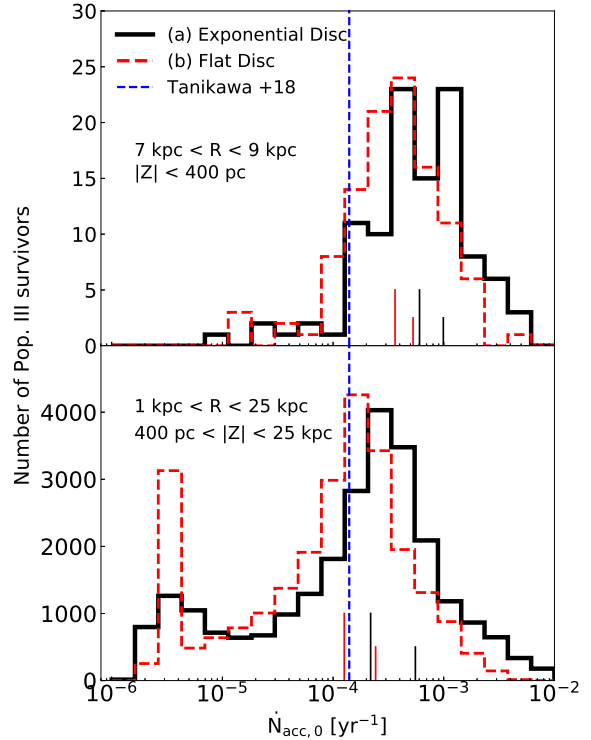 30
25
20
15
10
5
0
(a) Exponential Disc
(b) Flat Disc
Tanikawa +18
7 kpc < R < 9 kpc
|Z| < 400 pc
Number of Pop. III survivors
4000
3000
2000
1000
0
1 kpc < R < 25 kpc
400 pc < |Z| < 25 kpc
10⁻⁶ 10⁻⁵ 10⁻⁴ 10⁻³ 10⁻²
Ṅacc, 0 [yr⁻¹]